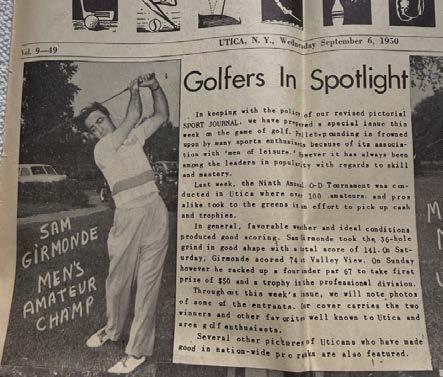 Vol. 9-49
UTICA, N. Y., Wednesday September 6, 1950
Golfers In Spotlight
In keeping with the policy of our revised pictorial
SPORT JOURNAL, we have prepared a special issue this
week on the game of golf. Pelletpounding is frowned
upon by many sports enthusiasts because of its associa-
tion with "men of leisure." However it has always been
among the leaders in popularity with regards to skill
and mastery.
Last week, the Ninth Annual O-D Tournament was con-
ducted in Utica where over 100 amateurs and pros
alike took to the greens in an effort to pick up cash
and trophies.
In general, favorable weather and ideal conditions
produced good scoring. Sam Girmonde took the 36-hole
grind in good shape with a total score of 141. On Sat-
urday, Girmonde scored 74 at Valley View. On Sunday
however he racked up a four under par 67 to take first
prize of $50 and a trophy in the professional division.
Throughout this week's issue, we will note photos
of some of the entrants. Our cover carries the two
winners and other favorites well known to Utica and
area golf enthusiasts.
Several other pictures of Uticans who have made
good in nation-wide pro ranks are also featured.
SAM
GIRMONDE
MEN'S
AMATEUR
CHAMP